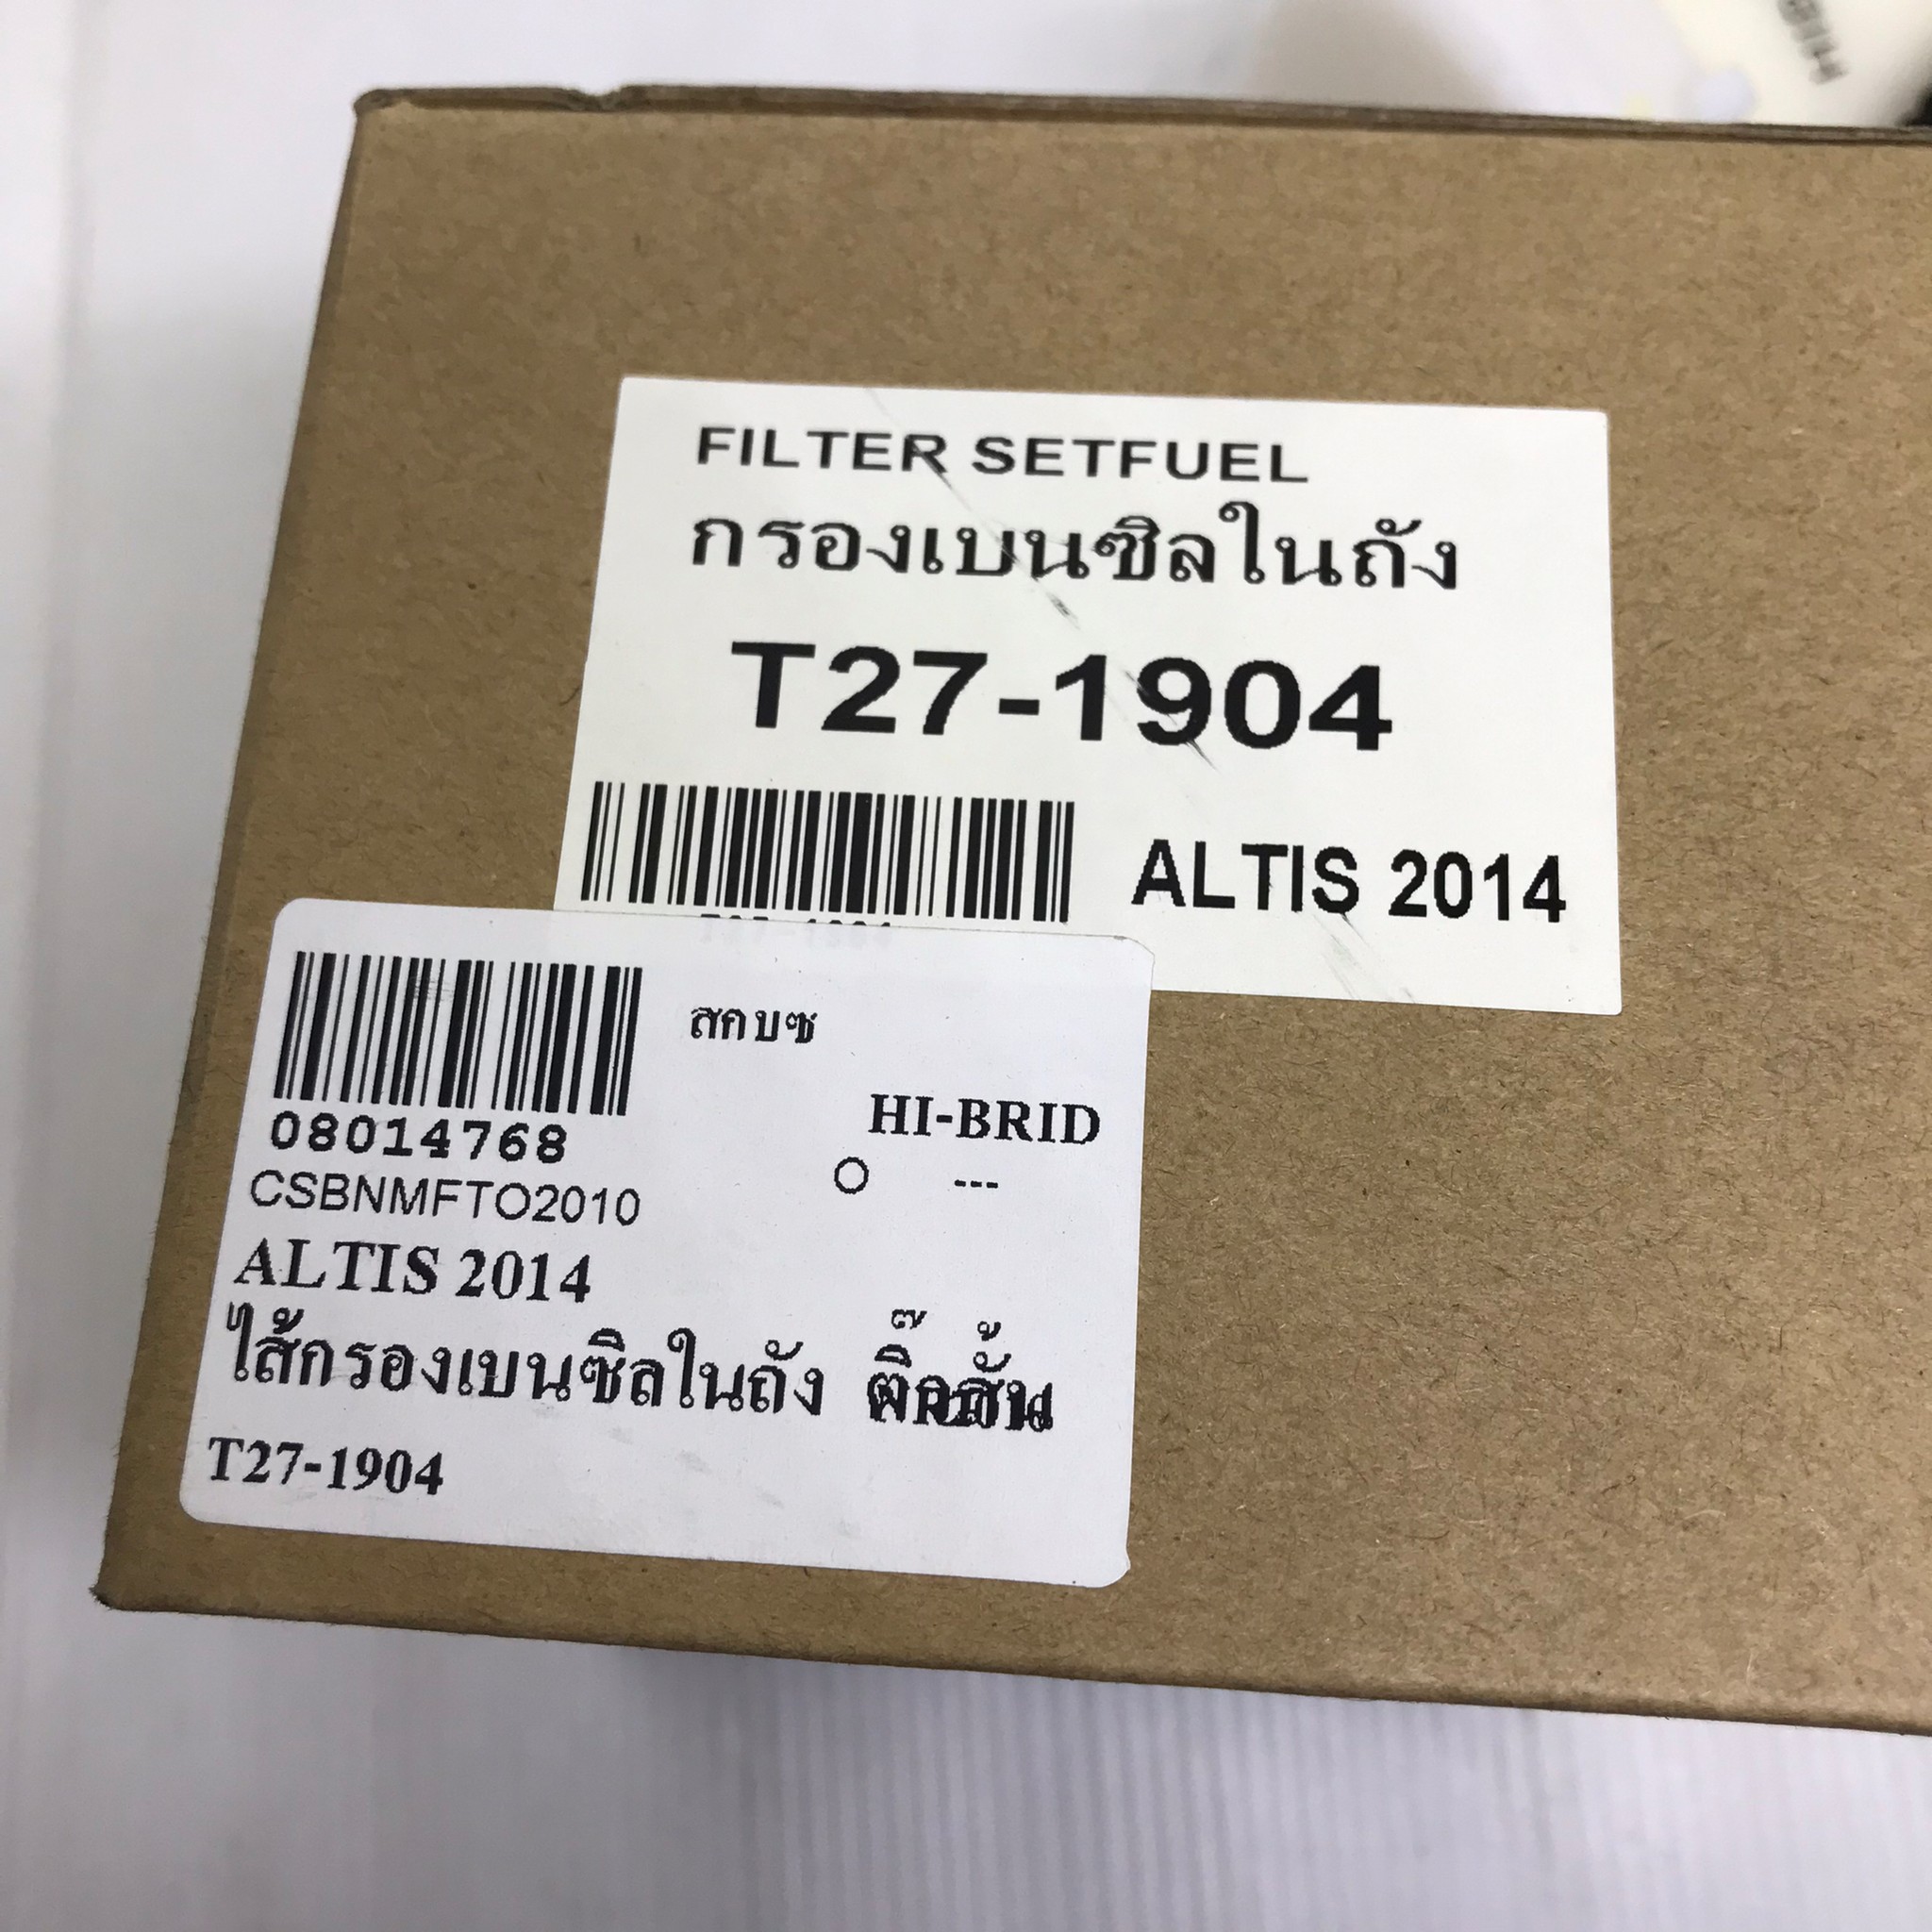 FILTER SETFUEL
กรองเบนซิลในถัง
T27-1904
ALTIS 2014
สคบซ
HI-BRID
08014768
O ---
CSBNMFTO2010
ALTIS 2014
ไส้กรองเบนซิลในถัง
T27-1904